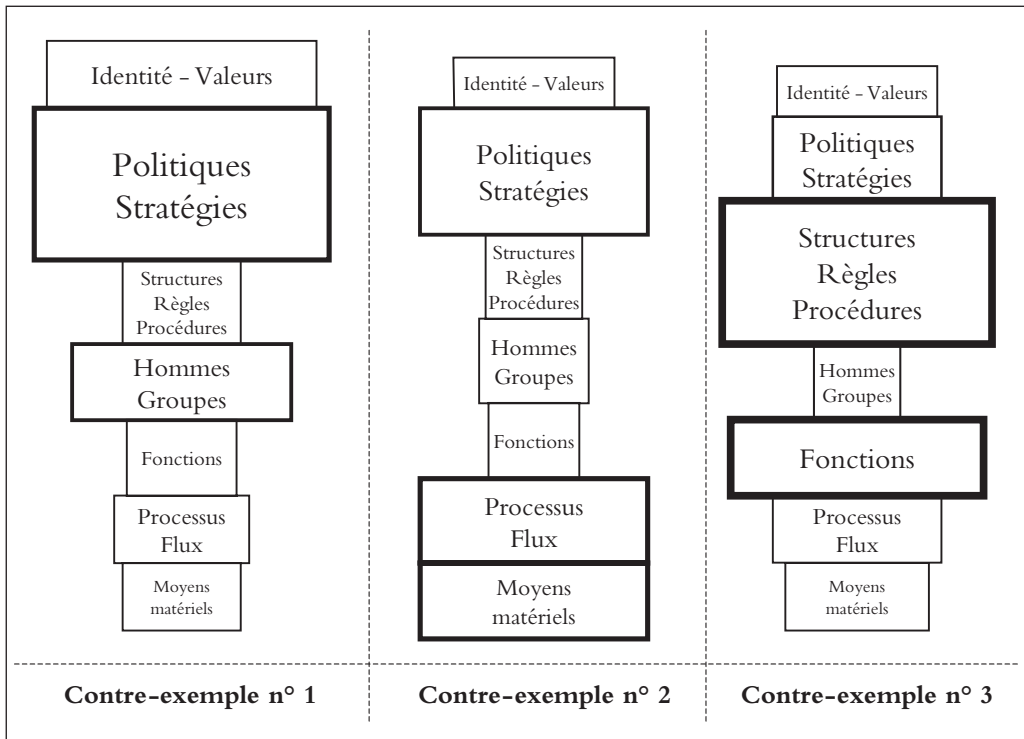 Identité – Valeurs
Politiques
Stratégies
Structures
Règles
Procédures
Hommes
Groupes
Fonctions
Processus
Flux
Moyens
matériels
Contre-exemple n° 1
Identité – Valeurs
Politiques
Stratégies
Structures
Règles
Procédures
Hommes
Groupes
Fonctions
Processus
Flux
Moyens
matériels
Contre-exemple n° 2
Identité – Valeurs
Politiques
Stratégies
Structures
Règles
Procédures
Hommes
Groupes
Fonctions
Processus
Flux
Moyens
matériels
Contre-exemple n° 3